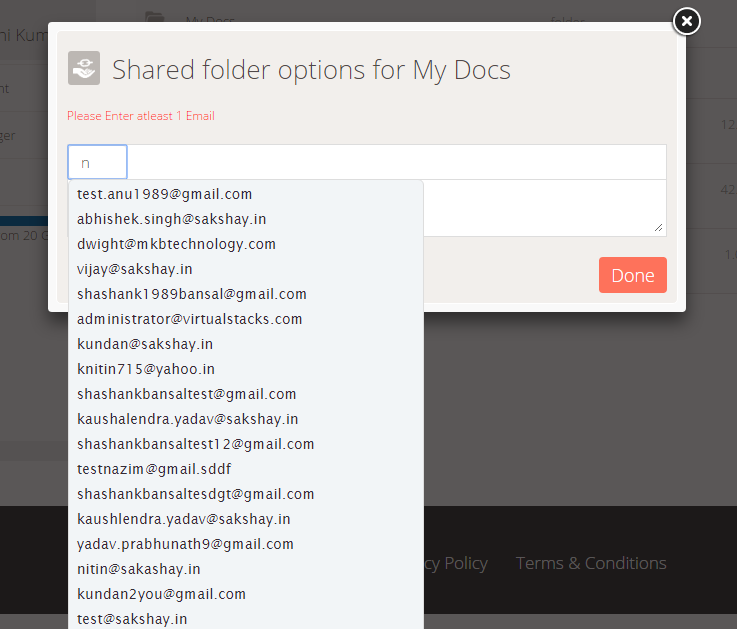 My Docs
folder
ni Kum
Shared folder options for My Docs
nt
Please Enter atleast 1 Email
12
ger
n
test.anu1989@gmail.com
42
abhishek.singh@sakshay.in
om 20 G
dwight@mkbtechnology.com
vijay@sakshay.in
Done
shashank1989bansal@gmail.com
administrator@virtualstacks.com
kundan@sakshay.in
knitin715@yahoo.in
shashankbansaltest@gmail.com
kaushalendra.yadav@sakshay.in
shashankbansaltest12@gmail.com
testnazim@gmail.sddf
shashankbansaltesdgt@gmail.com
kaushlendra.yadav@sakshay.in
yadav.prabhunath9@gmail.com
cy Policy Terms & Conditions
nitin@sakashay.in
kundan2you@gmail.com
test@sakshay.in